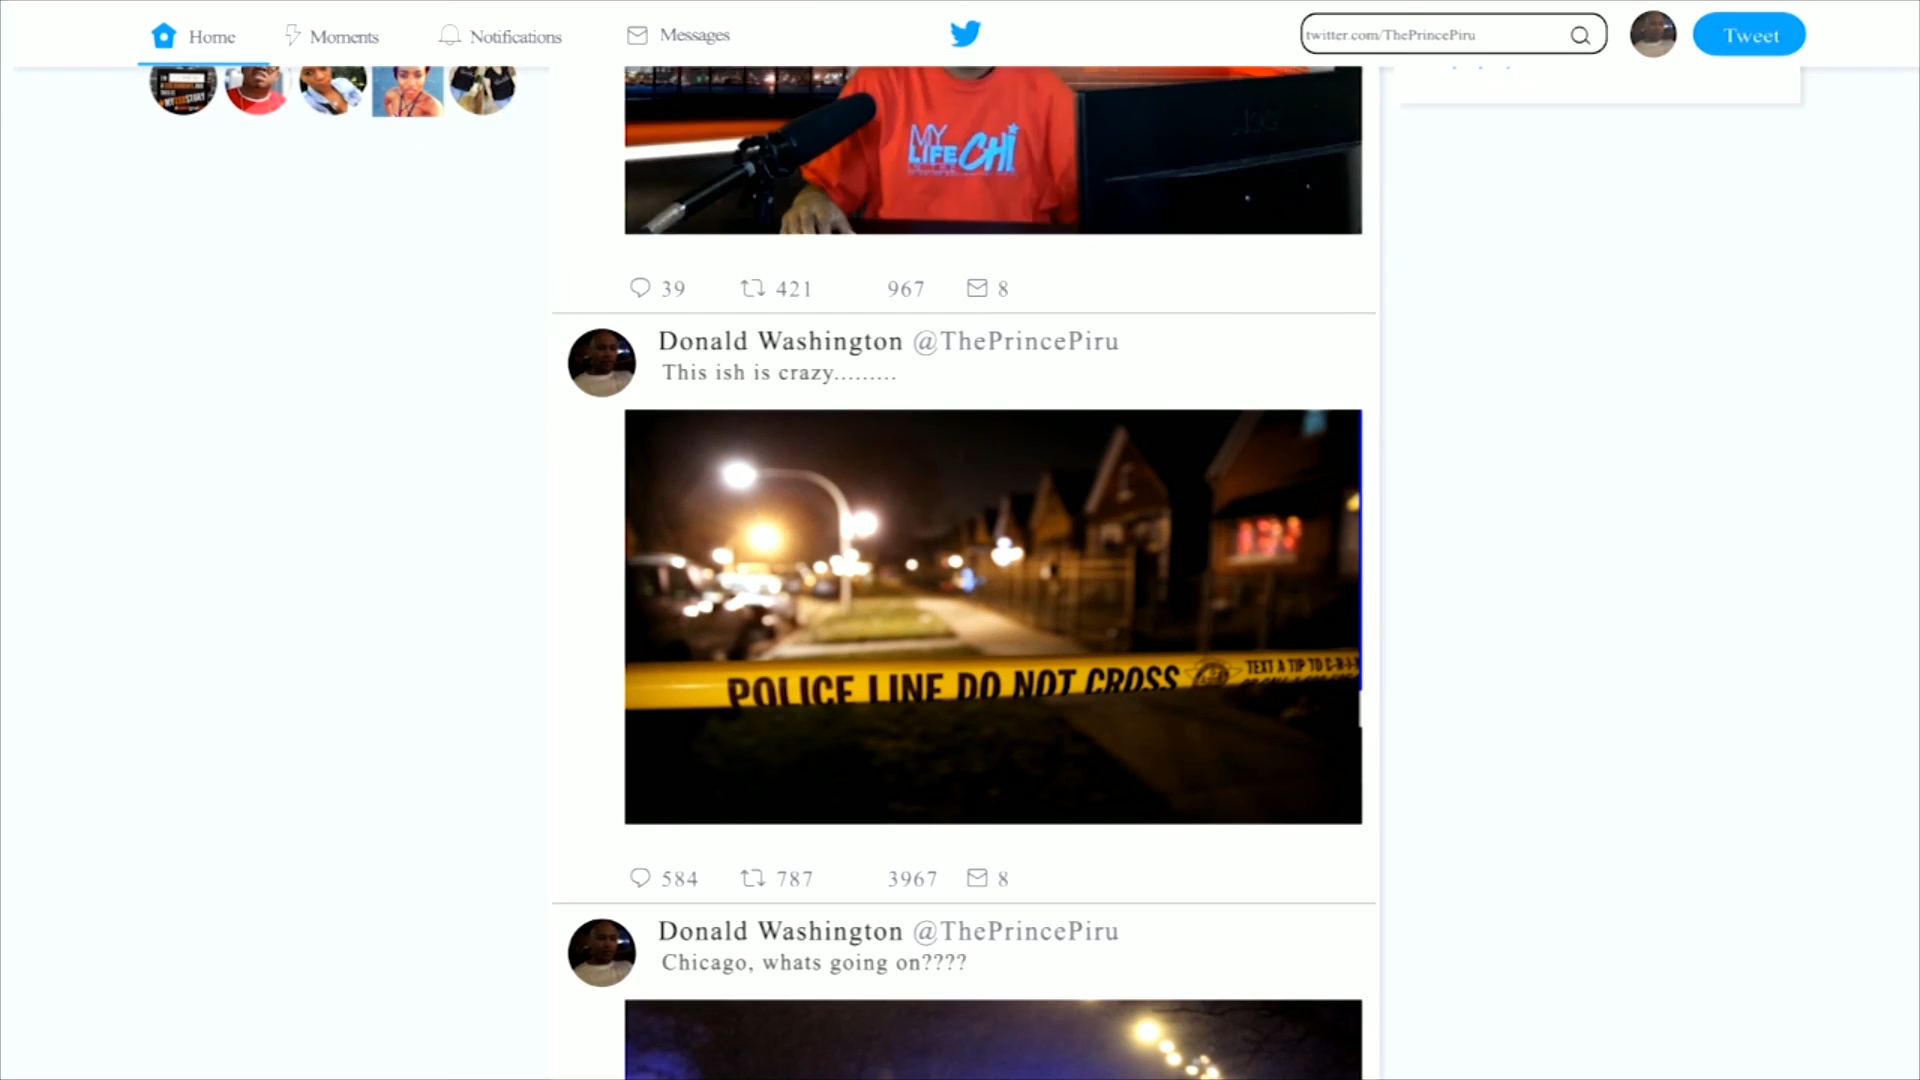 Home
Moments
Notifications
Messages
twitter.com/ThePrincePiru
Tweet
MY
LIFE CHI
39
421
967
8
Donald Washington @ThePrincePiru
This ish is crazy.........
POLICE LINE DO NOT CROSS
TEXT A TIP TO C-R-I-M
584
787
3967
8
Donald Washington @ThePrincePiru
Chicago, whats going on????